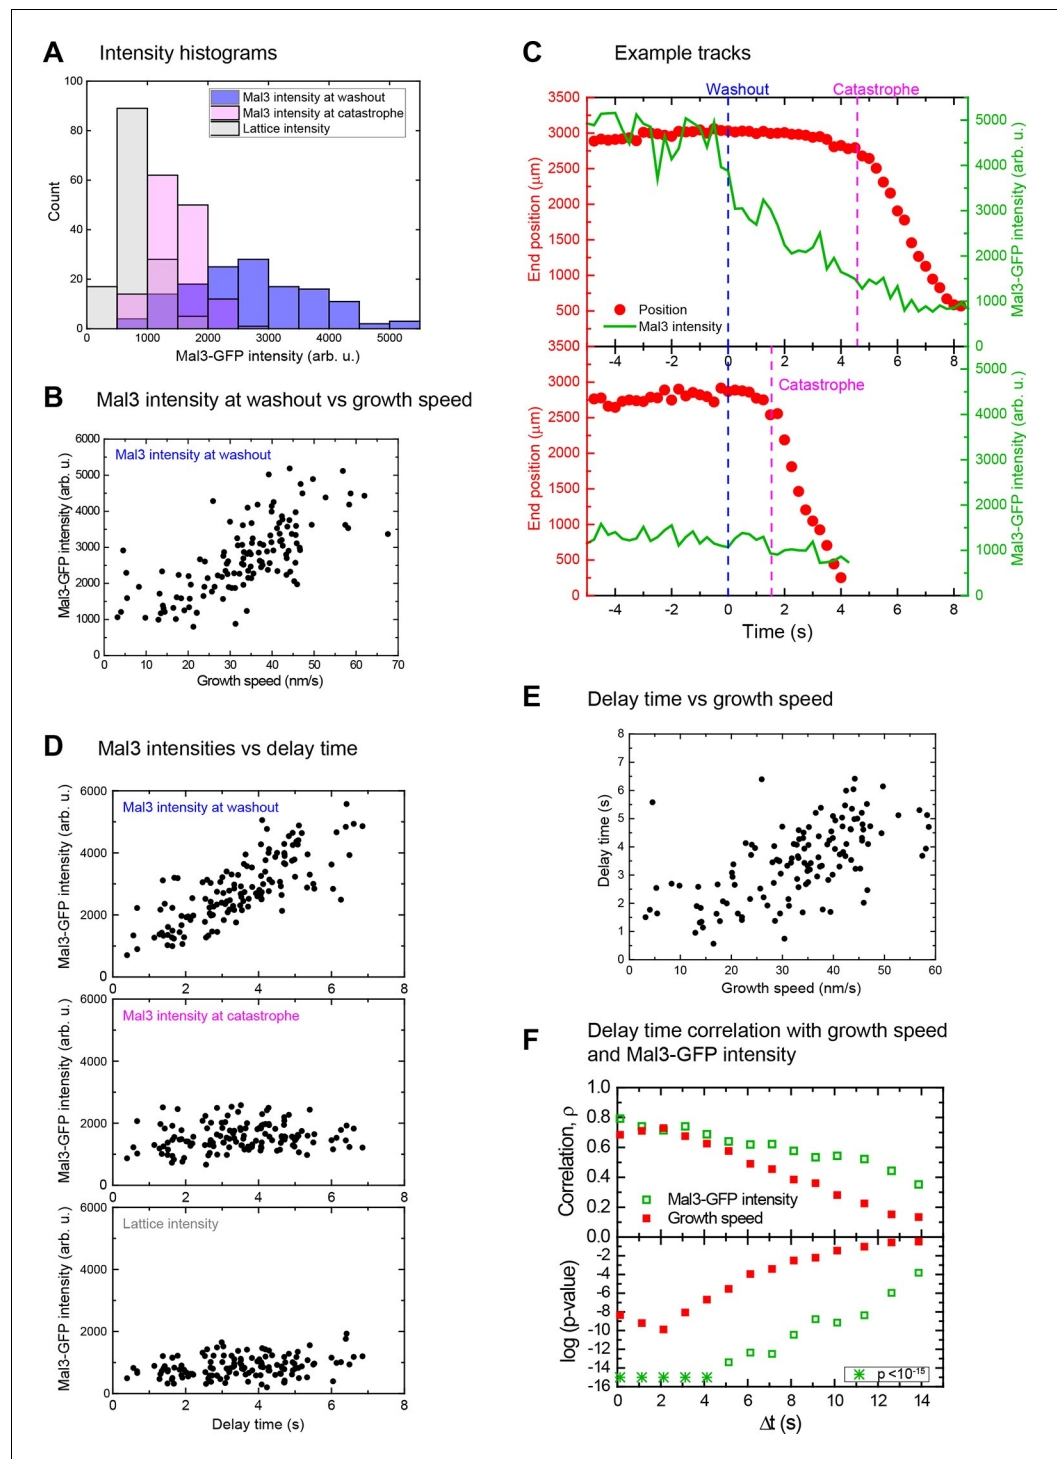 A Intensity histograms
100
80
60
40
20
0
Count
Mal3 intensity at washout
Mal3 intensity at catastrophe
Lattice intensity
0 1000 2000 3000 4000 5000
Mal3-GFP intensity (arb. u.)
B Mal3 intensity at washout vs growth speed
Mal3 intensity at washout
6000
5000
4000
3000
2000
1000
0
Mal3-GFP intensity (arb. u.)
0 10 20 30 40 50 60 70
Growth speed (nm/s)
C Example tracks
Washout Catastrophe
3500
3000
2500
2000
1500
1000
500
End position (µm)
5000
4000
3000
2000
1000
0
Mal3-GFP intensity (arb. u.)
Position
Mal3 intensity
-4 -2 0 2 4 6 8
Catastrophe
3500
3000
2500
2000
1500
1000
500
0
End position (µm)
5000
4000
3000
2000
1000
0
Mal3-GFP intensity (arb. u.)
-4 -2 0 2 4 6 8
Time (s)
D Mal3 intensities vs delay time
Mal3 intensity at washout
6000
4000
2000
0
Mal3-GFP intensity (arb. u.)
2 4 6 8
Mal3 intensity at catastrophe
6000
4000
2000
0
Mal3-GFP intensity (arb. u.)
2 4 6 8
Lattice intensity
6000
4000
2000
0
Mal3-GFP intensity (arb. u.)
0 2 4 6 8
Delay time (s)
E Delay time vs growth speed
8
7
6
5
4
3
2
1
0
Delay time (s)
0 10 20 30 40 50 60
Growth speed (nm/s)
F Delay time correlation with growth speed
and Mal3-GFP intensity
1.0
0.8
0.6
0.4
0.2
0.0
Correlation, ρ
Mal3-GFP intensity
Growth speed
-2
-4
-6
-8
-10
-12
-14
-16
log (p-value)
p <10⁻¹⁵
0 2 4 6 8 10 12 14
Δt (s)